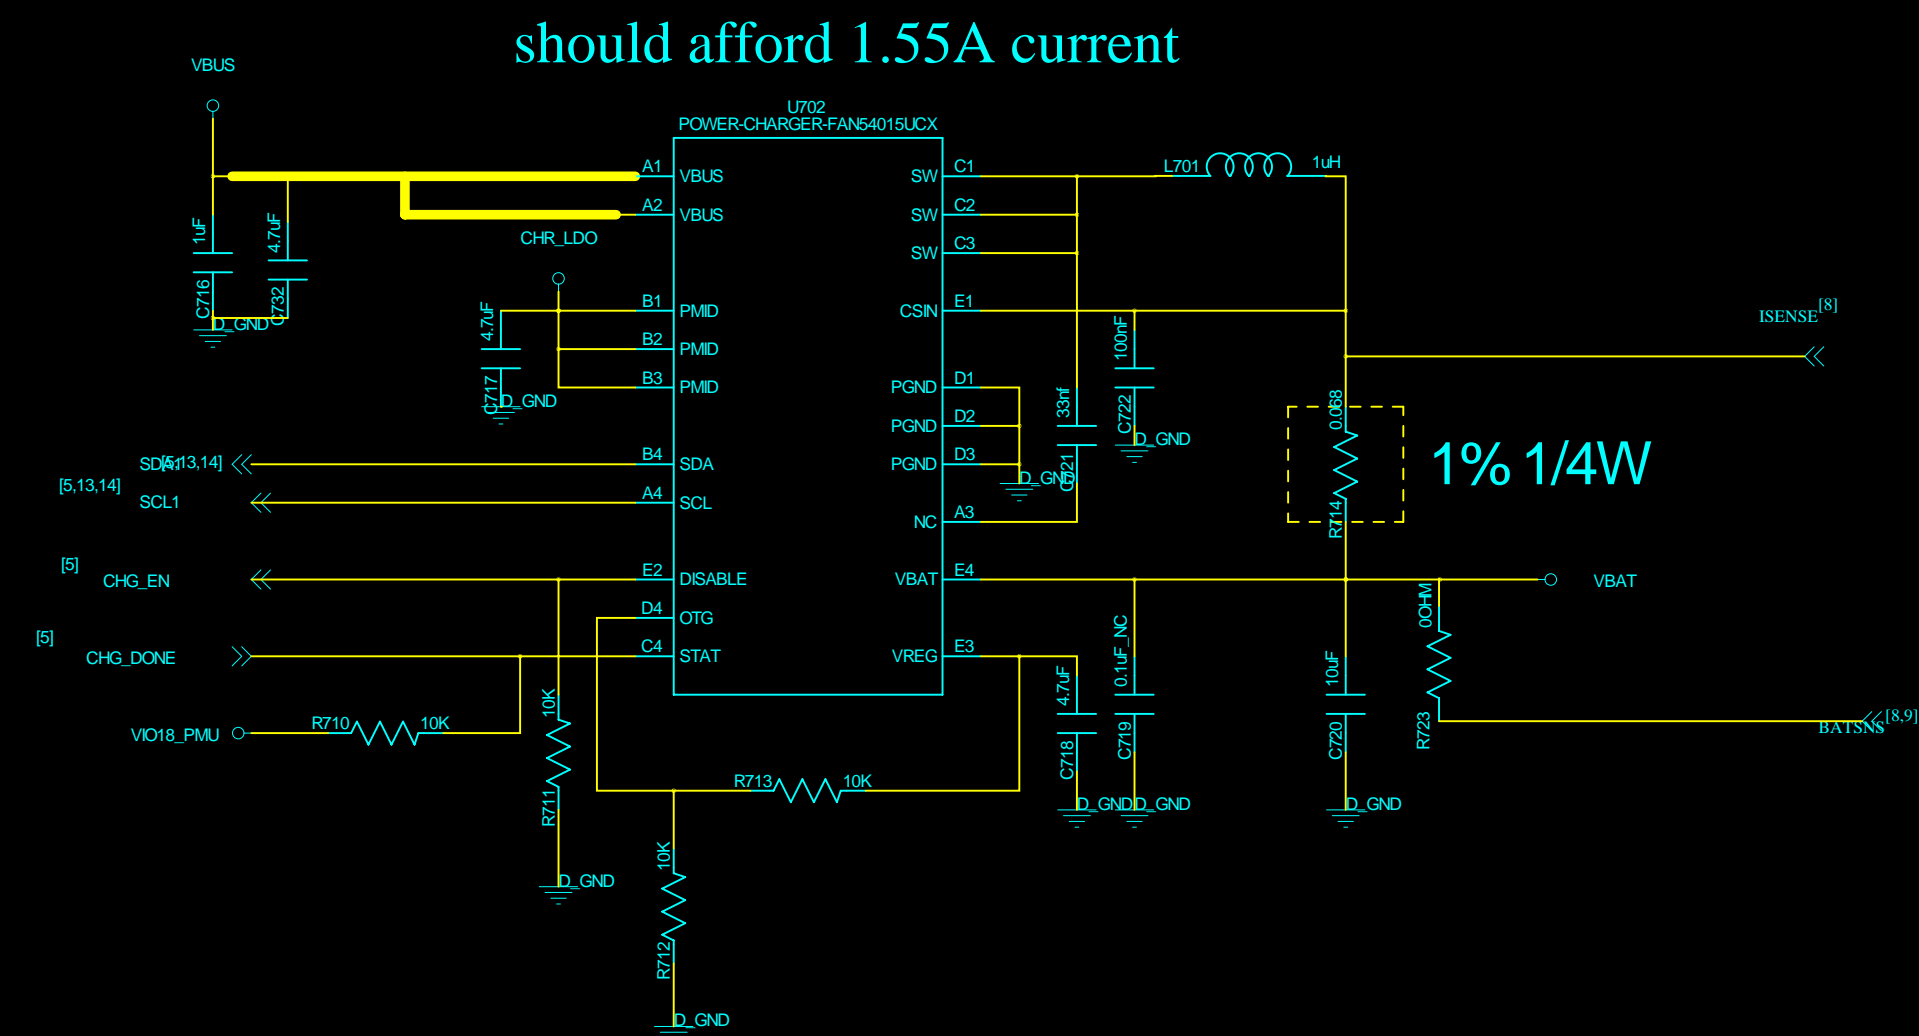 should afford 1.55A current
VBUS
U702
POWER-CHARGER-FAN54015UCX
A1
VBUS
SW
C1
L701
1uH
A2
VBUS
SW
C2
1uF
4.7uF
CHR_LDO
SW
C3
C716
C732
D_GND
B1
PMID
CSIN
E1
ISENSE
[8]
4.7uF
B2
PMID
100nF
B3
PMID
PGND
D1
C717
D_GND
33nf
C722
0.068
PGND
D2
D_GND
1% 1/4W
SDA1
[5,13,14]
B4
SDA
PGND
D3
D_GND
C721
[5,13,14]
SCL1
A4
SCL
NC
A3
R714
[5]
CHG_EN
E2
DISABLE
VBAT
E4
VBAT
D4
OTG
0OHM
[5]
CHG_DONE
C4
STAT
VREG
E3
0.1uF_NC
4.7uF
10uF
VIO18_PMU
R710
10K
10K
C718
C719
C720
R723
BATSNS
[8,9]
R711
R713
10K
D_GND
D_GND
D_GND
10K
D_GND
R712
D_GND